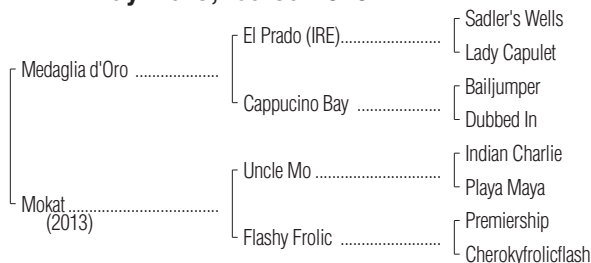 Sadler's Wells
El Prado (IRE)....................
Lady Capulet
Medaglia d'Oro ....................
Bailjumper
Cappucino Bay ....................
Dubbed In
Indian Charlie
Uncle Mo ..............................
Playa Maya
Mokat..................................
(2013)
Premiership
Flashy Frolic ........................
Cherokyfrolicflash